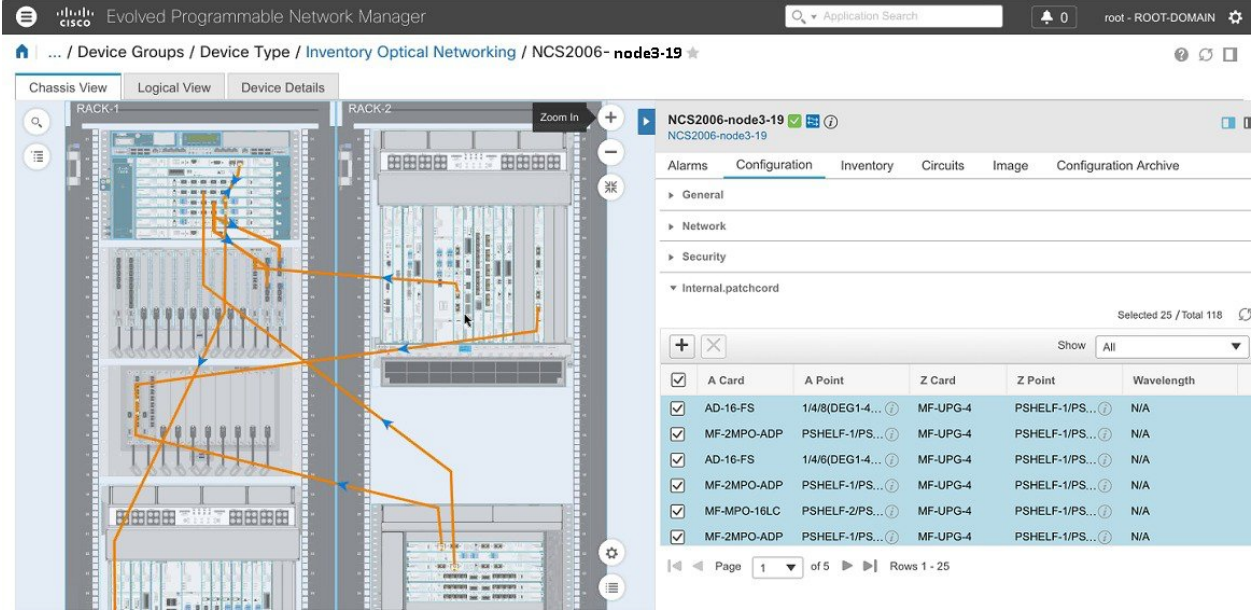 cisco Evolved Programmable Network Manager Application Search 0 root - ROOT-DOMAIN
... / Device Groups / Device Type / Inventory Optical Networking / NCS2006- node3-19
Chassis View Logical View Device Details
RACK-1 RACK-2 Zoom In
NCS2006-node3-19
NCS2006-node3-19
Alarms Configuration Inventory Circuits Image Configuration Archive
General
Network
Security
Internal.patchcord
Selected 25 / Total 118
Show All
A Card A Point Z Card Z Point Wavelength
AD-16-FS 1/4/8(DEG1-4... MF-UPG-4 PSHELF-1/PS... N/A
MF-2MPO-ADP PSHELF-1/PS... MF-UPG-4 PSHELF-1/PS... N/A
AD-16-FS 1/4/6(DEG1-4... MF-UPG-4 PSHELF-1/PS... N/A
MF-2MPO-ADP PSHELF-1/PS... MF-UPG-4 PSHELF-1/PS... N/A
MF-MPO-16LC PSHELF-2/PS... MF-UPG-4 PSHELF-1/PS... N/A
MF-2MPO-ADP PSHELF-1/PS... MF-UPG-4 PSHELF-1/PS... N/A
Page 1 of 5 Rows 1 - 25